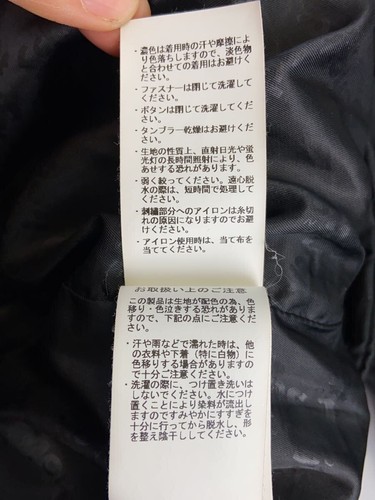 ・濃色は着用時の汗や摩擦によ
り色落ちしますので、淡色物
と合わせての着用はお避けく
ださい。
・ファスナーは閉じて洗濯して
ください。
・ボタンは閉じて洗濯してくだ
さい。
・タンブラー乾燥はお避けくだ
さい。
・生地の性質上、直射日光や蛍
光灯の長時間照射により、色
あせする恐れがあります。
・弱く絞ってください。遠心脱
水の際は、短時間で処理して
ください。
・刺繍部分へのアイロンは糸切
れの原因になりますのでお避
けください。
・アイロン使用時は、当て布を
当ててください。
お取扱い上のご注意
この製品は生地が配色の為、色
移り・色泣きする恐れがありま
すので、下記の点にご注意くだ
さい。
・汗や雨などで濡れた時は、他
の衣料や下着（特に白物）に
色移りする場合がありますの
で十分ご注意ください。
・洗濯の際に、つけ置き洗いは
しないでください。水につけ
置くことにより染料が流出し
ますのですみやかにすすぎを
十分に行ってから脱水し、形
を整え陰干ししてください。